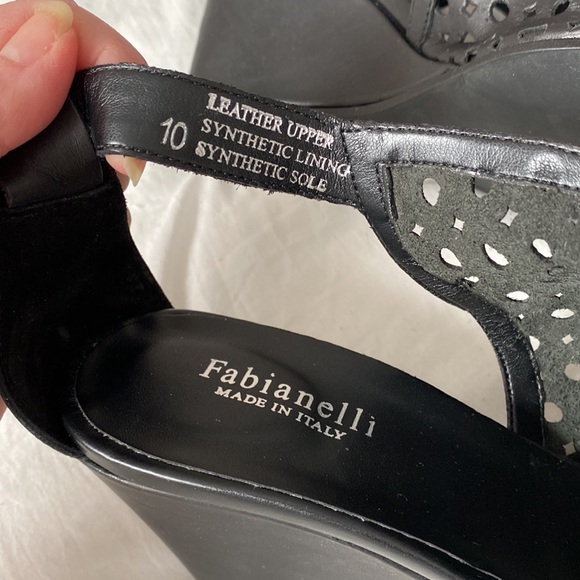 10
LEATHER UPPER
SYNTHETIC LINING
SYNTHETIC SOLE
Fabianelli
MADE IN ITALY